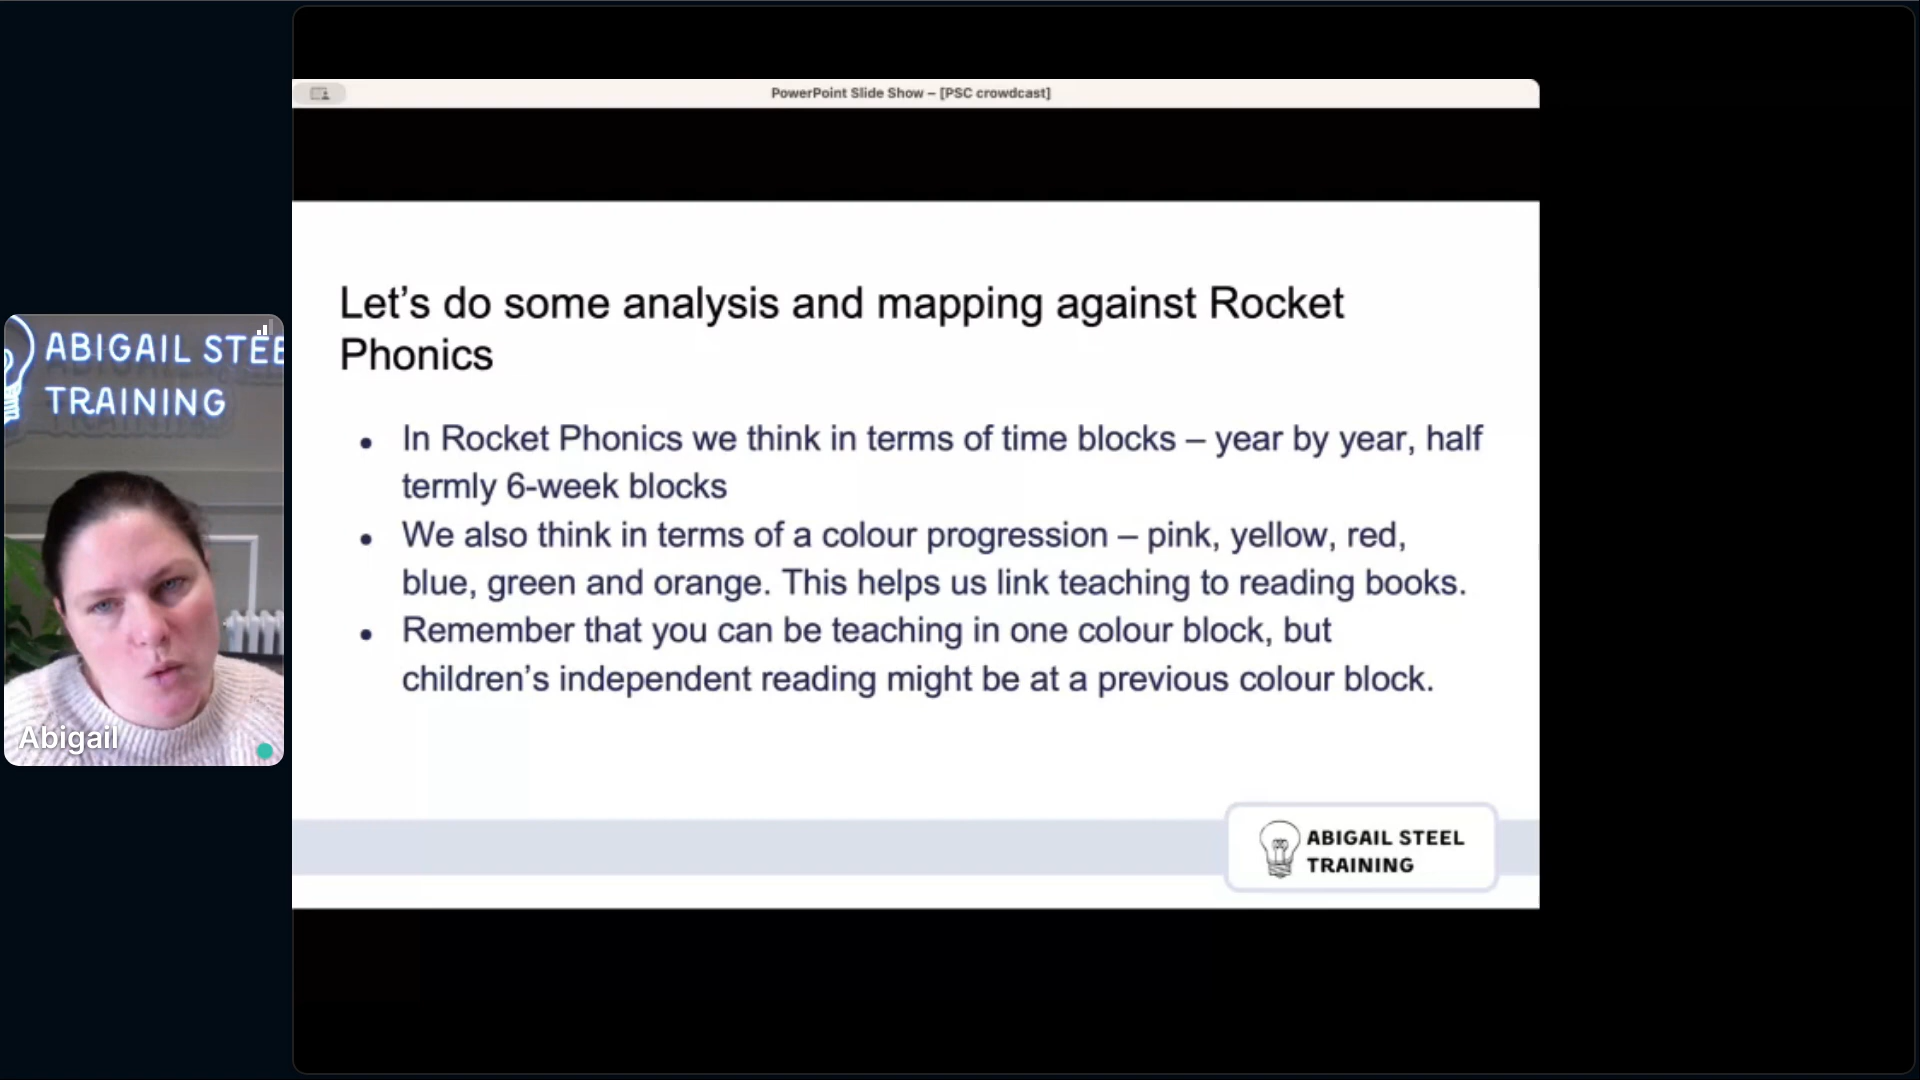 PowerPoint Slide Show – [PSC crowdcast]
Let's do some analysis and mapping against Rocket
Phonics
• In Rocket Phonics we think in terms of time blocks – year by year, half
termly 6-week blocks
• We also think in terms of a colour progression – pink, yellow, red,
blue, green and orange. This helps us link teaching to reading books.
• Remember that you can be teaching in one colour block, but
children's independent reading might be at a previous colour block.
ABIGAIL STEEL
TRAINING
ABIGAIL STEE
TRAINING
Abigail